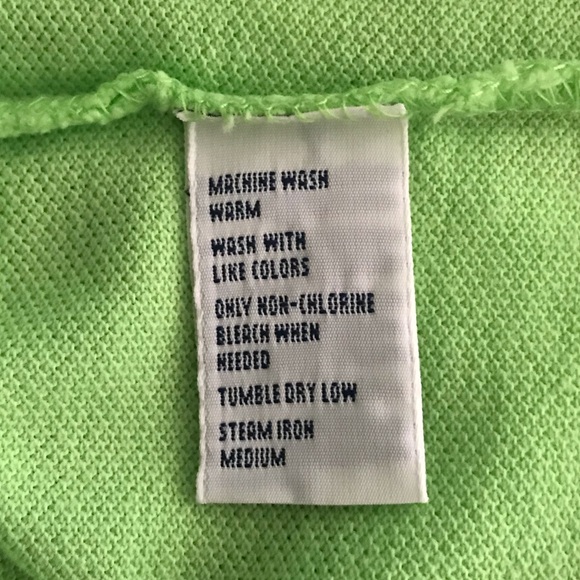 MACHINE WASH
WARM
WASH WITH
LIKE COLORS
ONLY NON-CHLORINE
BLEACH WHEN
NEEDED
TUMBLE DRY LOW
STEAM IRON
MEDIUM